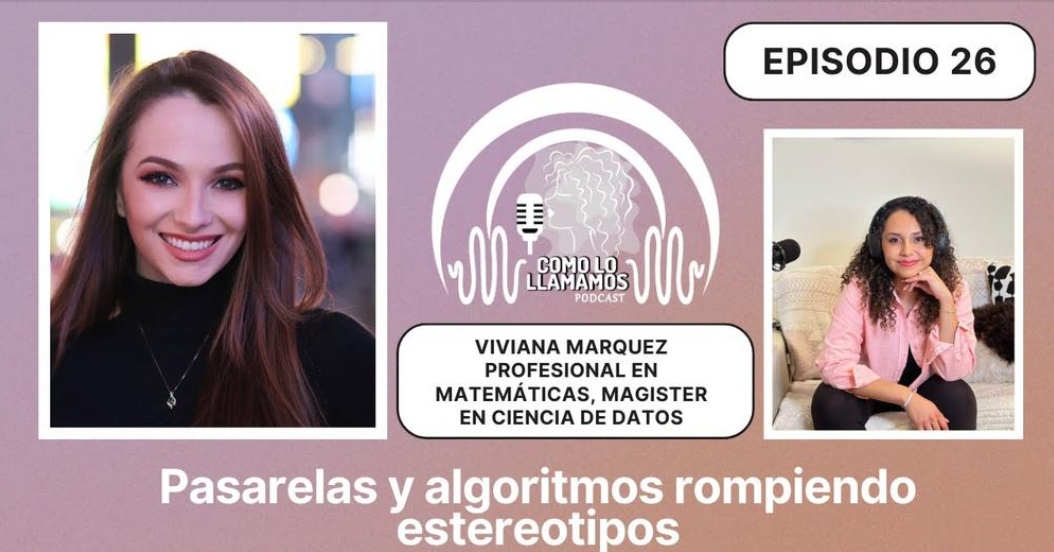 EPISODIO 26
COMO LO
LLAMAMOS
PODCAST
VIVIANA MARQUEZ
PROFESIONAL EN
MATEMÁTICAS, MAGISTER
EN CIENCIA DE DATOS
Pasarelas y algoritmos rompiendo
estereotipos